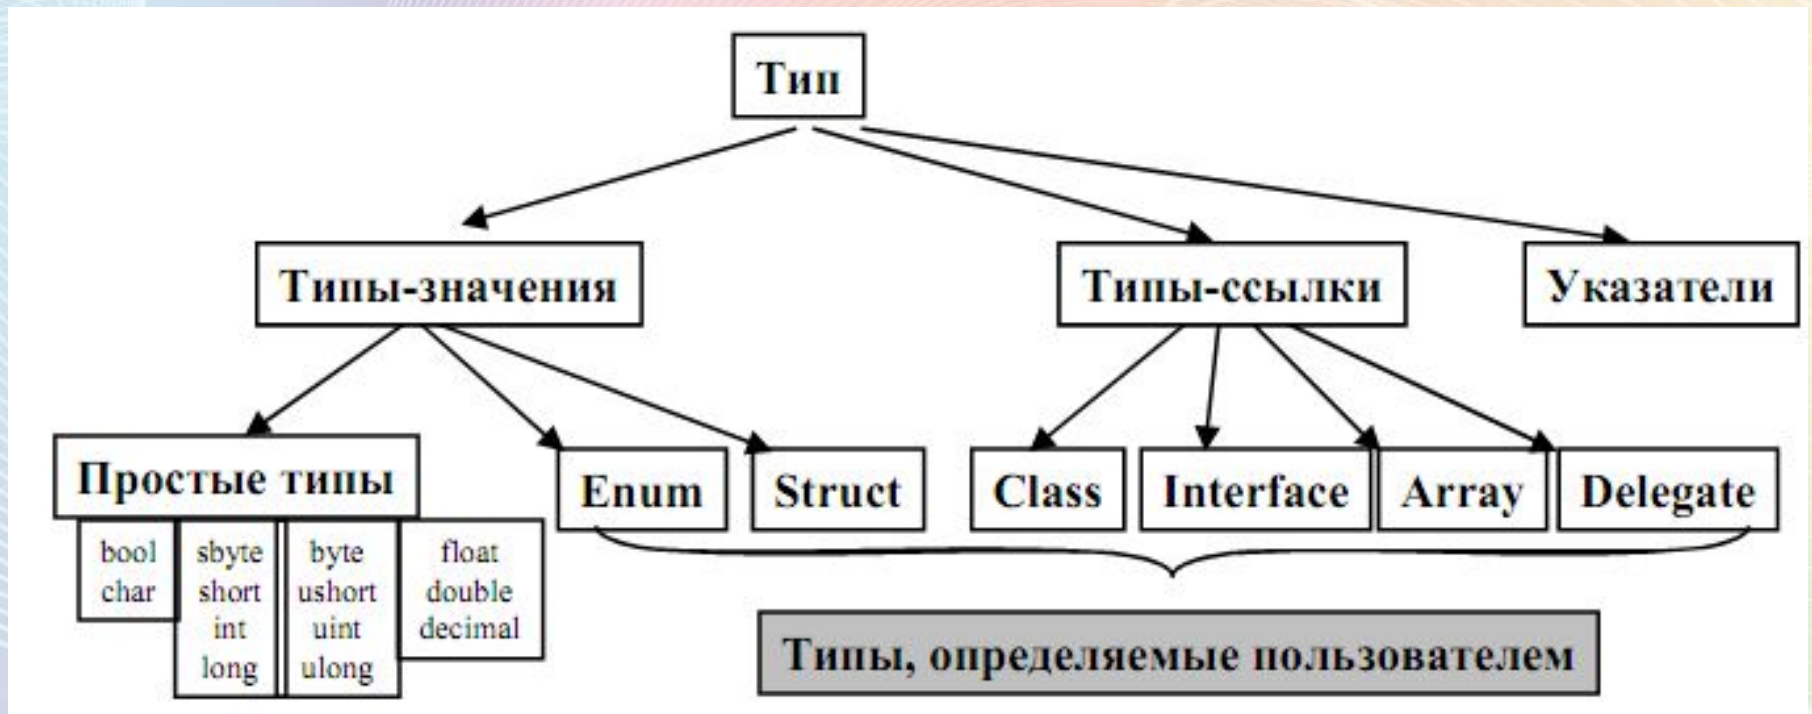 Тип
Типы-значения
Типы-ссылки
Указатели
Простые типы
Enum
Struct
Class
Interface
Array
Delegate
bool
char
sbyte
short
int
long
byte
ushort
uint
ulong
float
double
decimal
Типы, определяемые пользователем